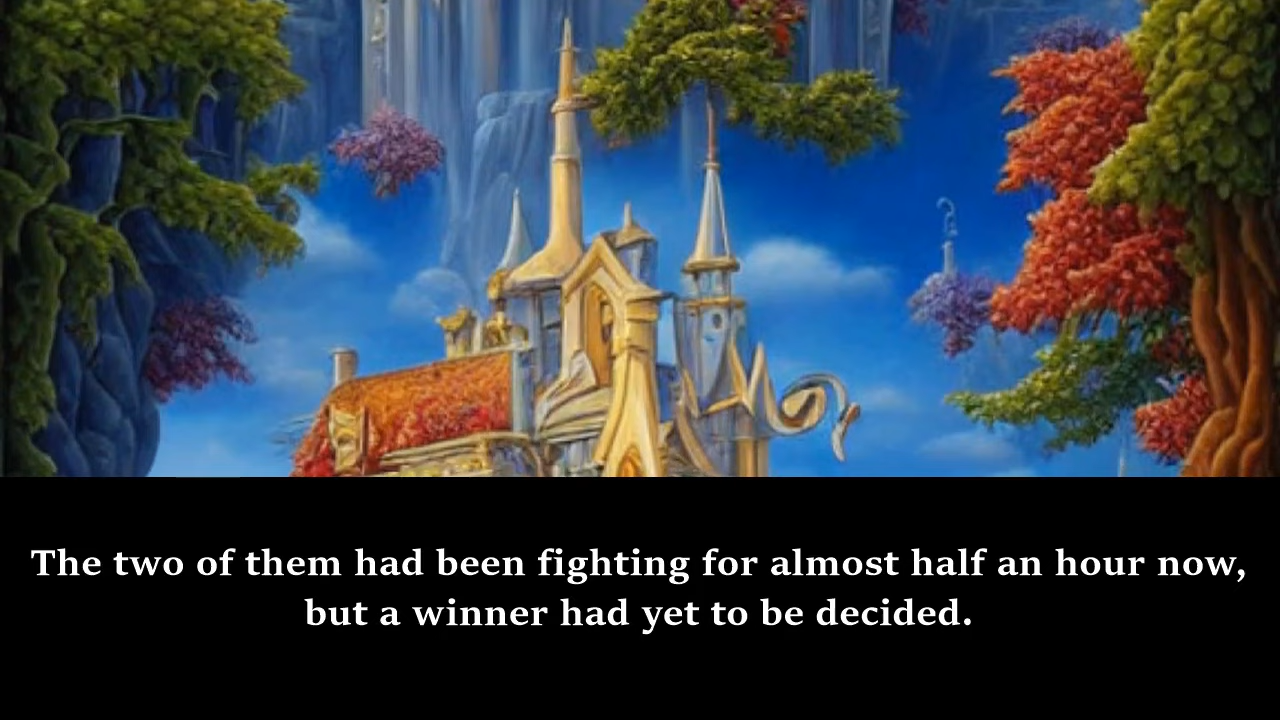 The two of them had been fighting for almost half an hour now,
but a winner had yet to be decided.